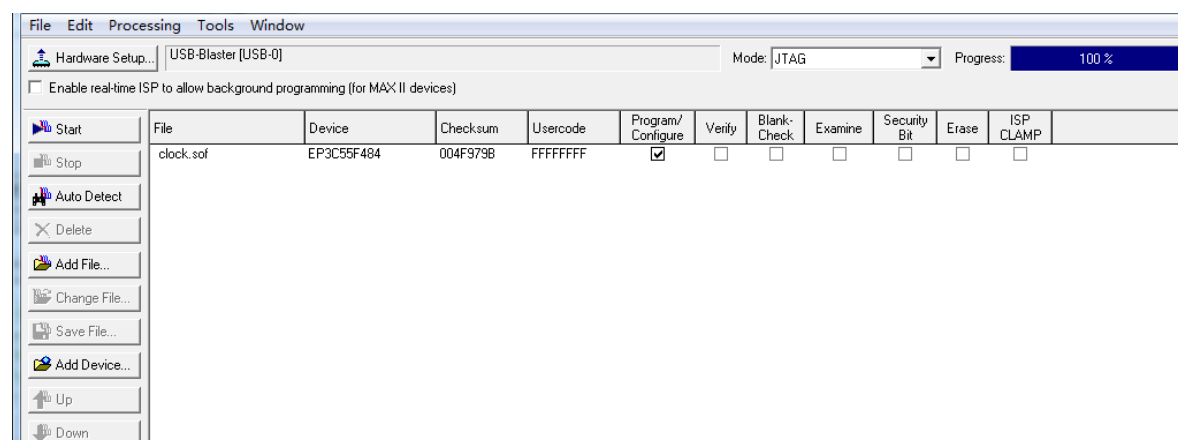 File Edit Processing Tools Window
Hardware Setup... USB-Blaster [USB-0] Mode: JTAG Progress: 100 %
Enable real-time ISP to allow background programming (for MAX II devices)
Start
Stop
Auto Detect
Delete
Add File...
Change File...
Save File...
Add Device...
Up
Down
File Device Checksum Usercode Program/ Configure Verify Blank- Check Examine Security Bit Erase ISP CLAMP
clock.sof EP3C55F484 004F979B FFFFFFFF